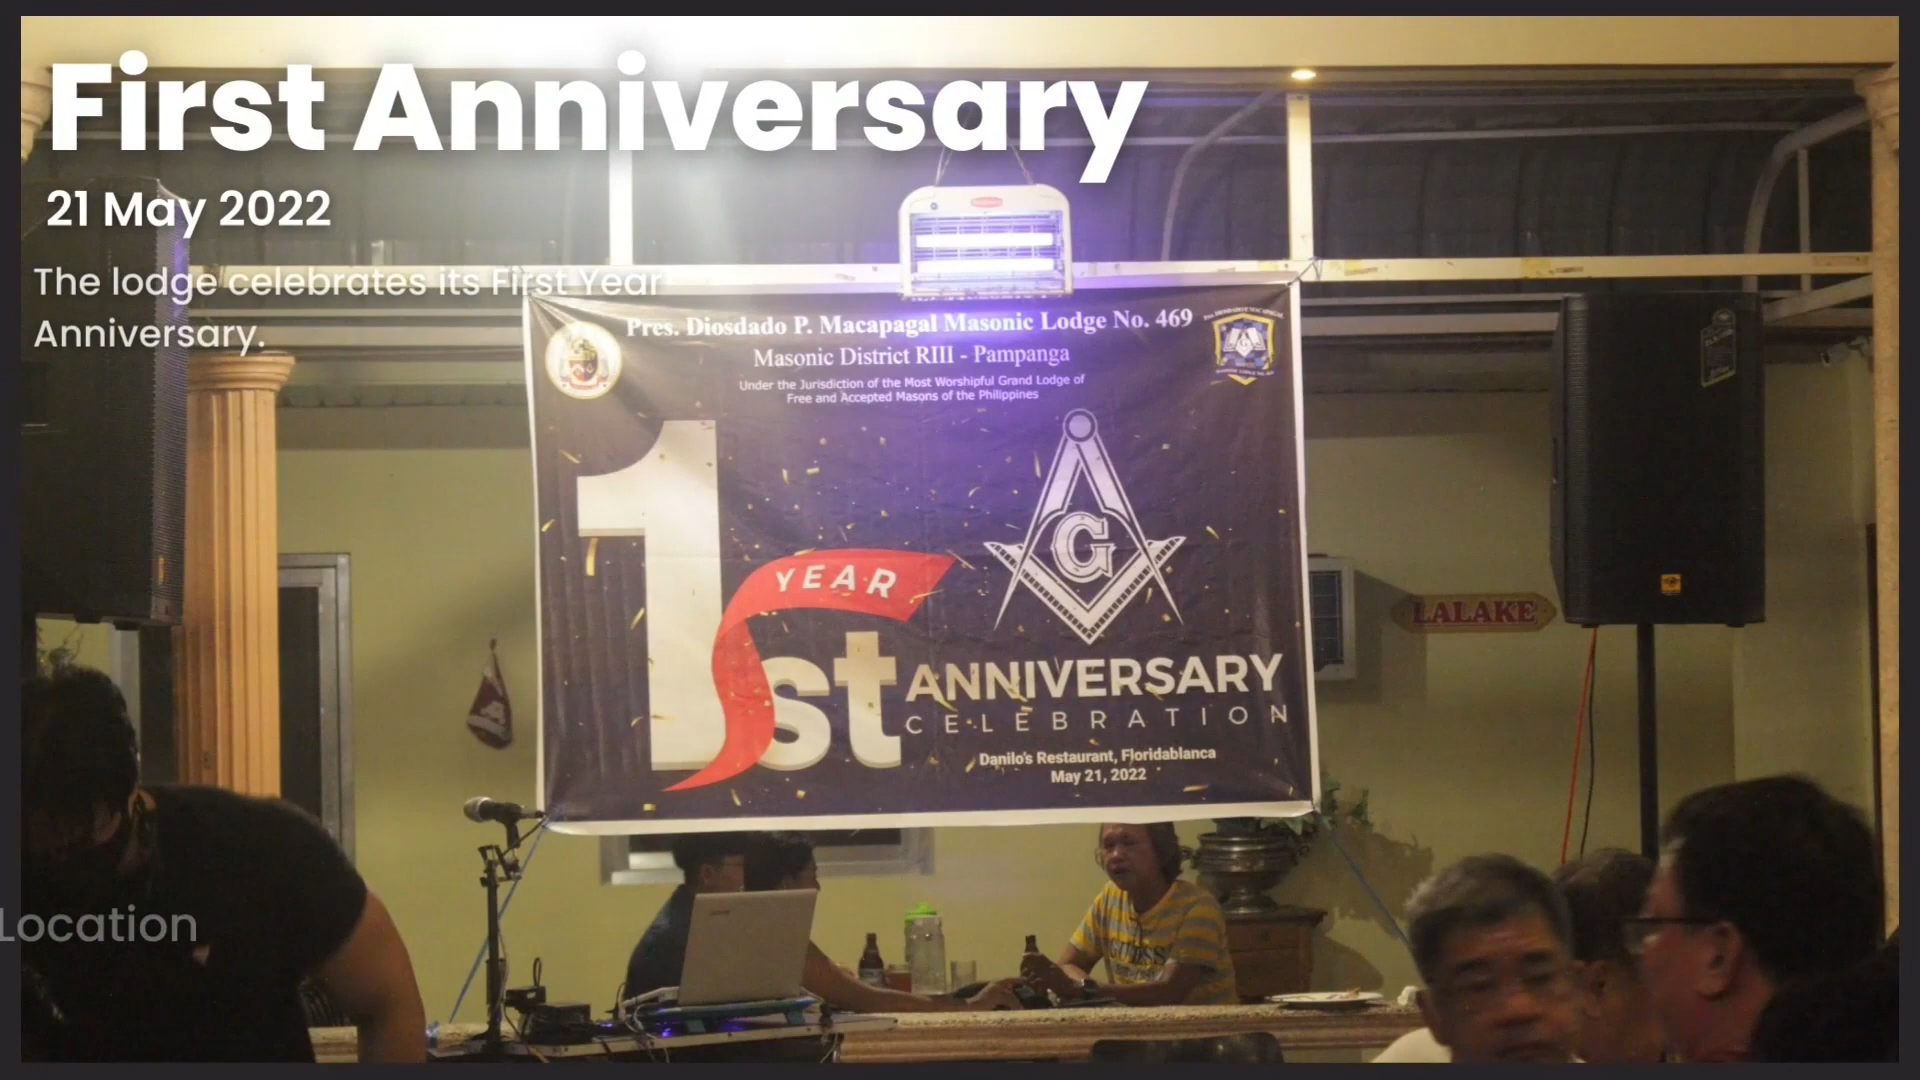 First Anniversary
21 May 2022
The lodge celebrates its First Year
Anniversary.
Pres. Diosdado P. Macapagal Masonic Lodge No. 469
Masonic District RIII - Pampanga
Under the Jurisdiction of the Most Worshipful Grand Lodge of
Free and Accepted Masons of the Philippines
1st
YEAR
G
ANNIVERSARY
CELEBRATION
Danilo's Restaurant, Floridablanca
May 21, 2022
LALAKE
GUESS
Location